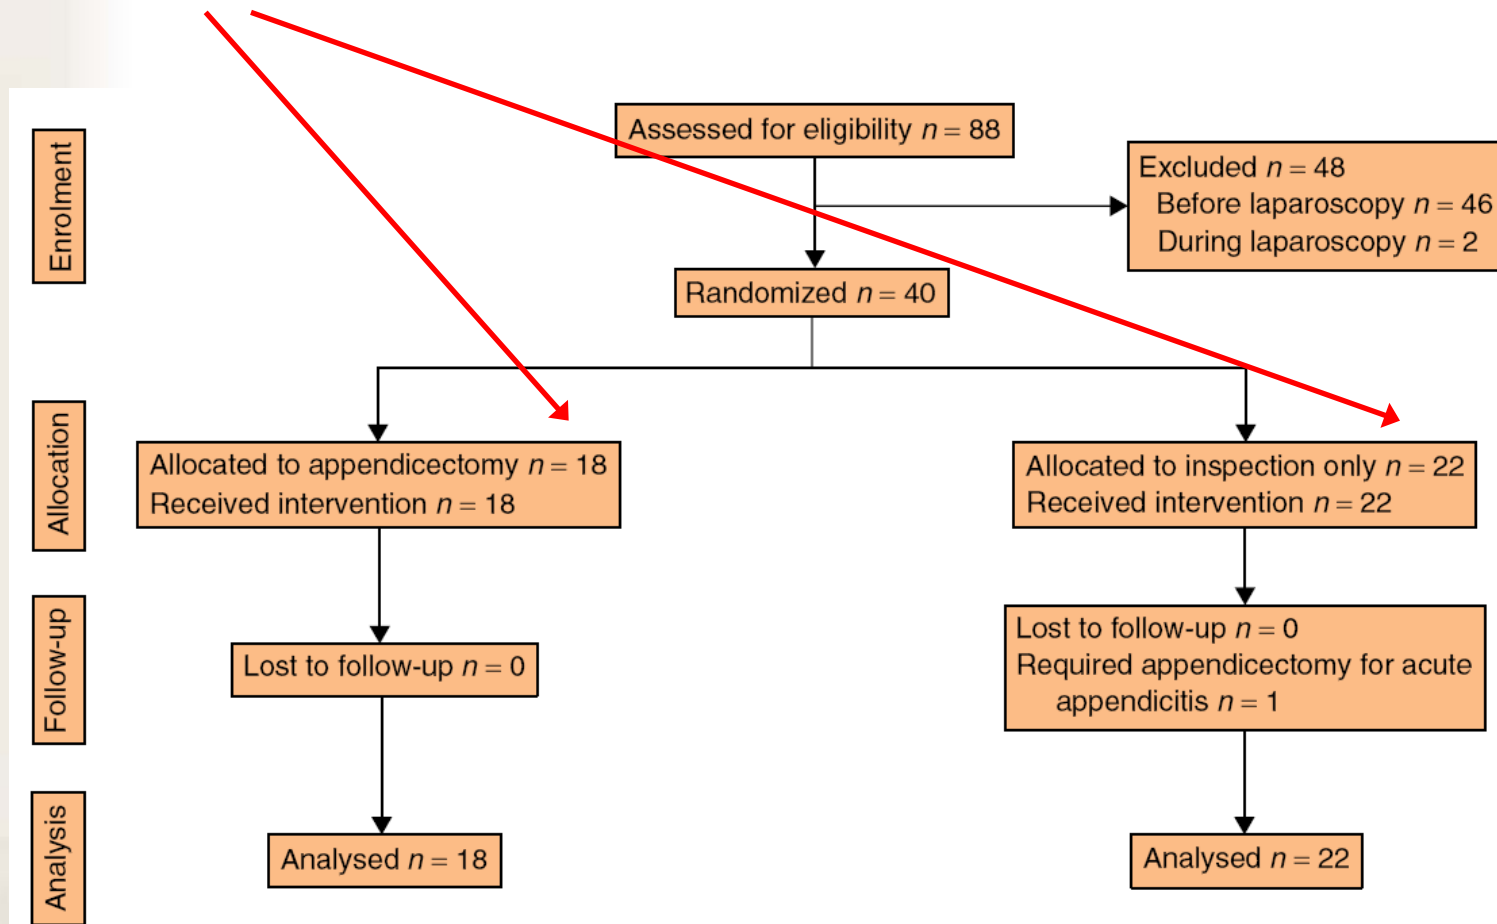 Enrolment
Assessed for eligibility n = 88
Excluded n = 48
Before laparoscopy n = 46
During laparoscopy n = 2
Randomized n = 40
Allocation
Allocated to appendicectomy n = 18
Received intervention n = 18
Allocated to inspection only n = 22
Received intervention n = 22
Follow-up
Lost to follow-up n = 0
Lost to follow-up n = 0
Required appendicectomy for acute
appendicitis n = 1
Analysis
Analysed n = 18
Analysed n = 22